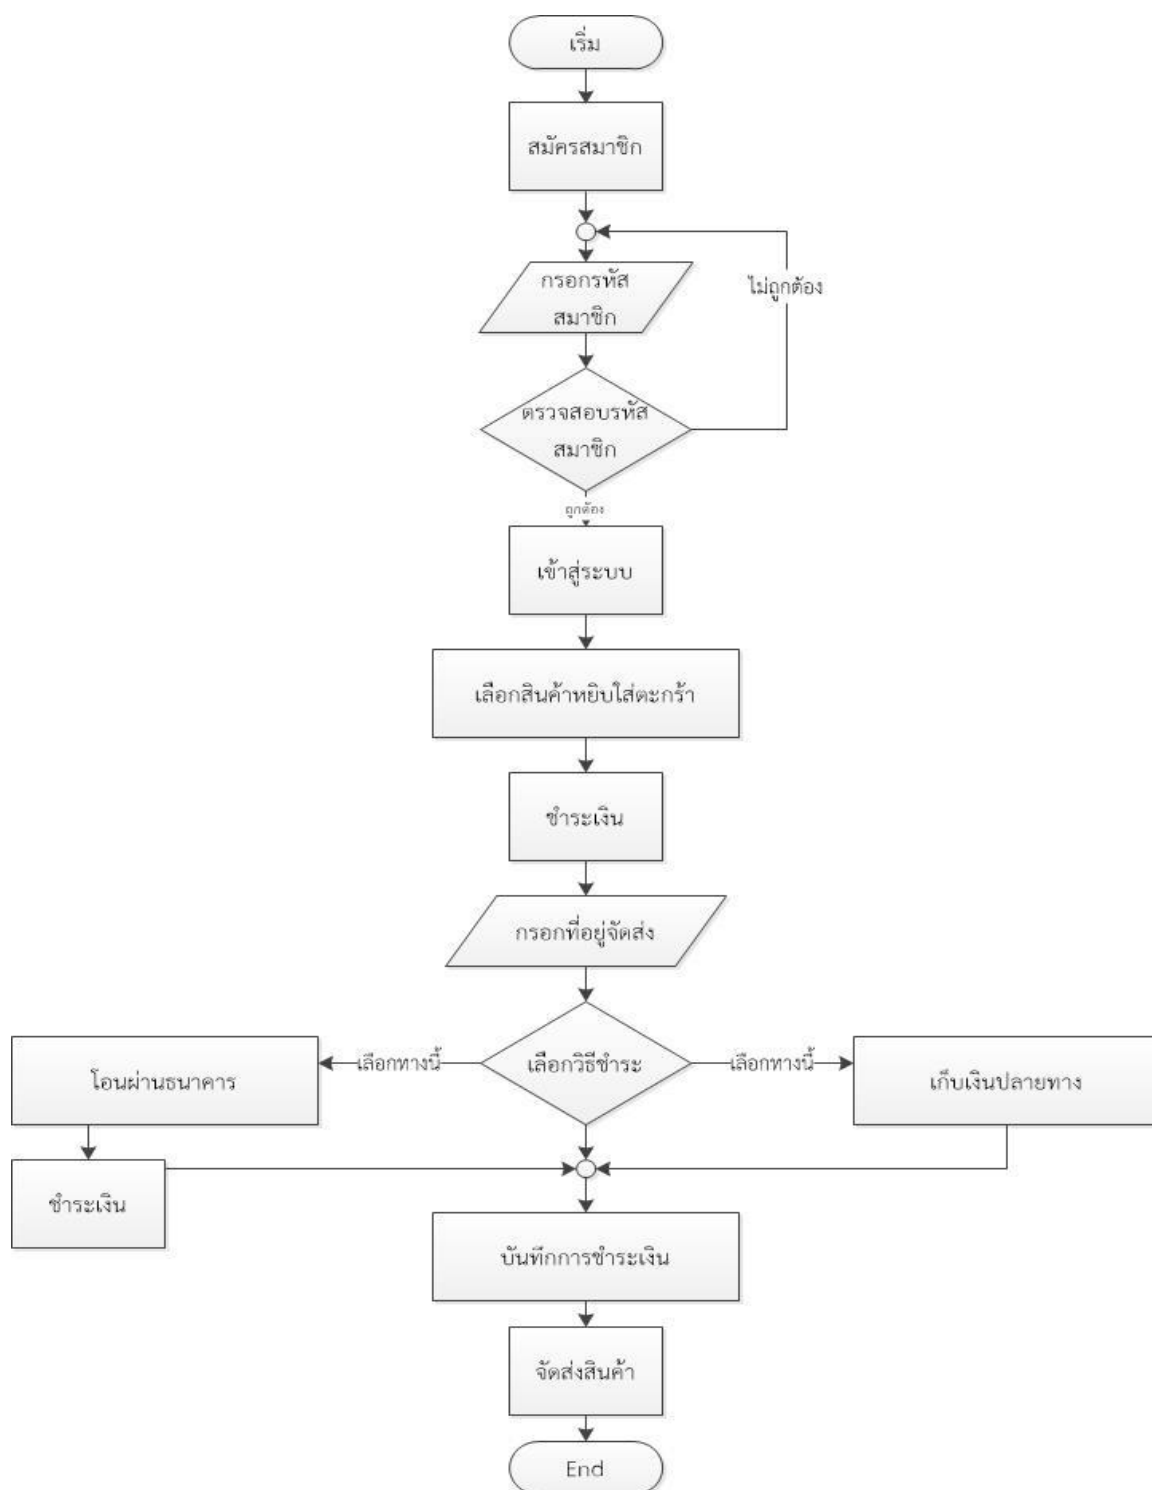 เริ่ม
สมัครสมาชิก
กรอกรหัส
สมาชิก
ไม่ถูกต้อง
ตรวจสอบรหัส
สมาชิก
ถูกต้อง
เข้าสู่ระบบ
เลือกสินค้าหยิบใส่ตะกร้า
ชำระเงิน
กรอกที่อยู่จัดส่ง
โอนผ่านธนาคาร
เลือกทางนี้
เลือกวิธีชำระ
เลือกทางนี้
เก็บเงินปลายทาง
ชำระเงิน
บันทึกการชำระเงิน
จัดส่งสินค้า
End